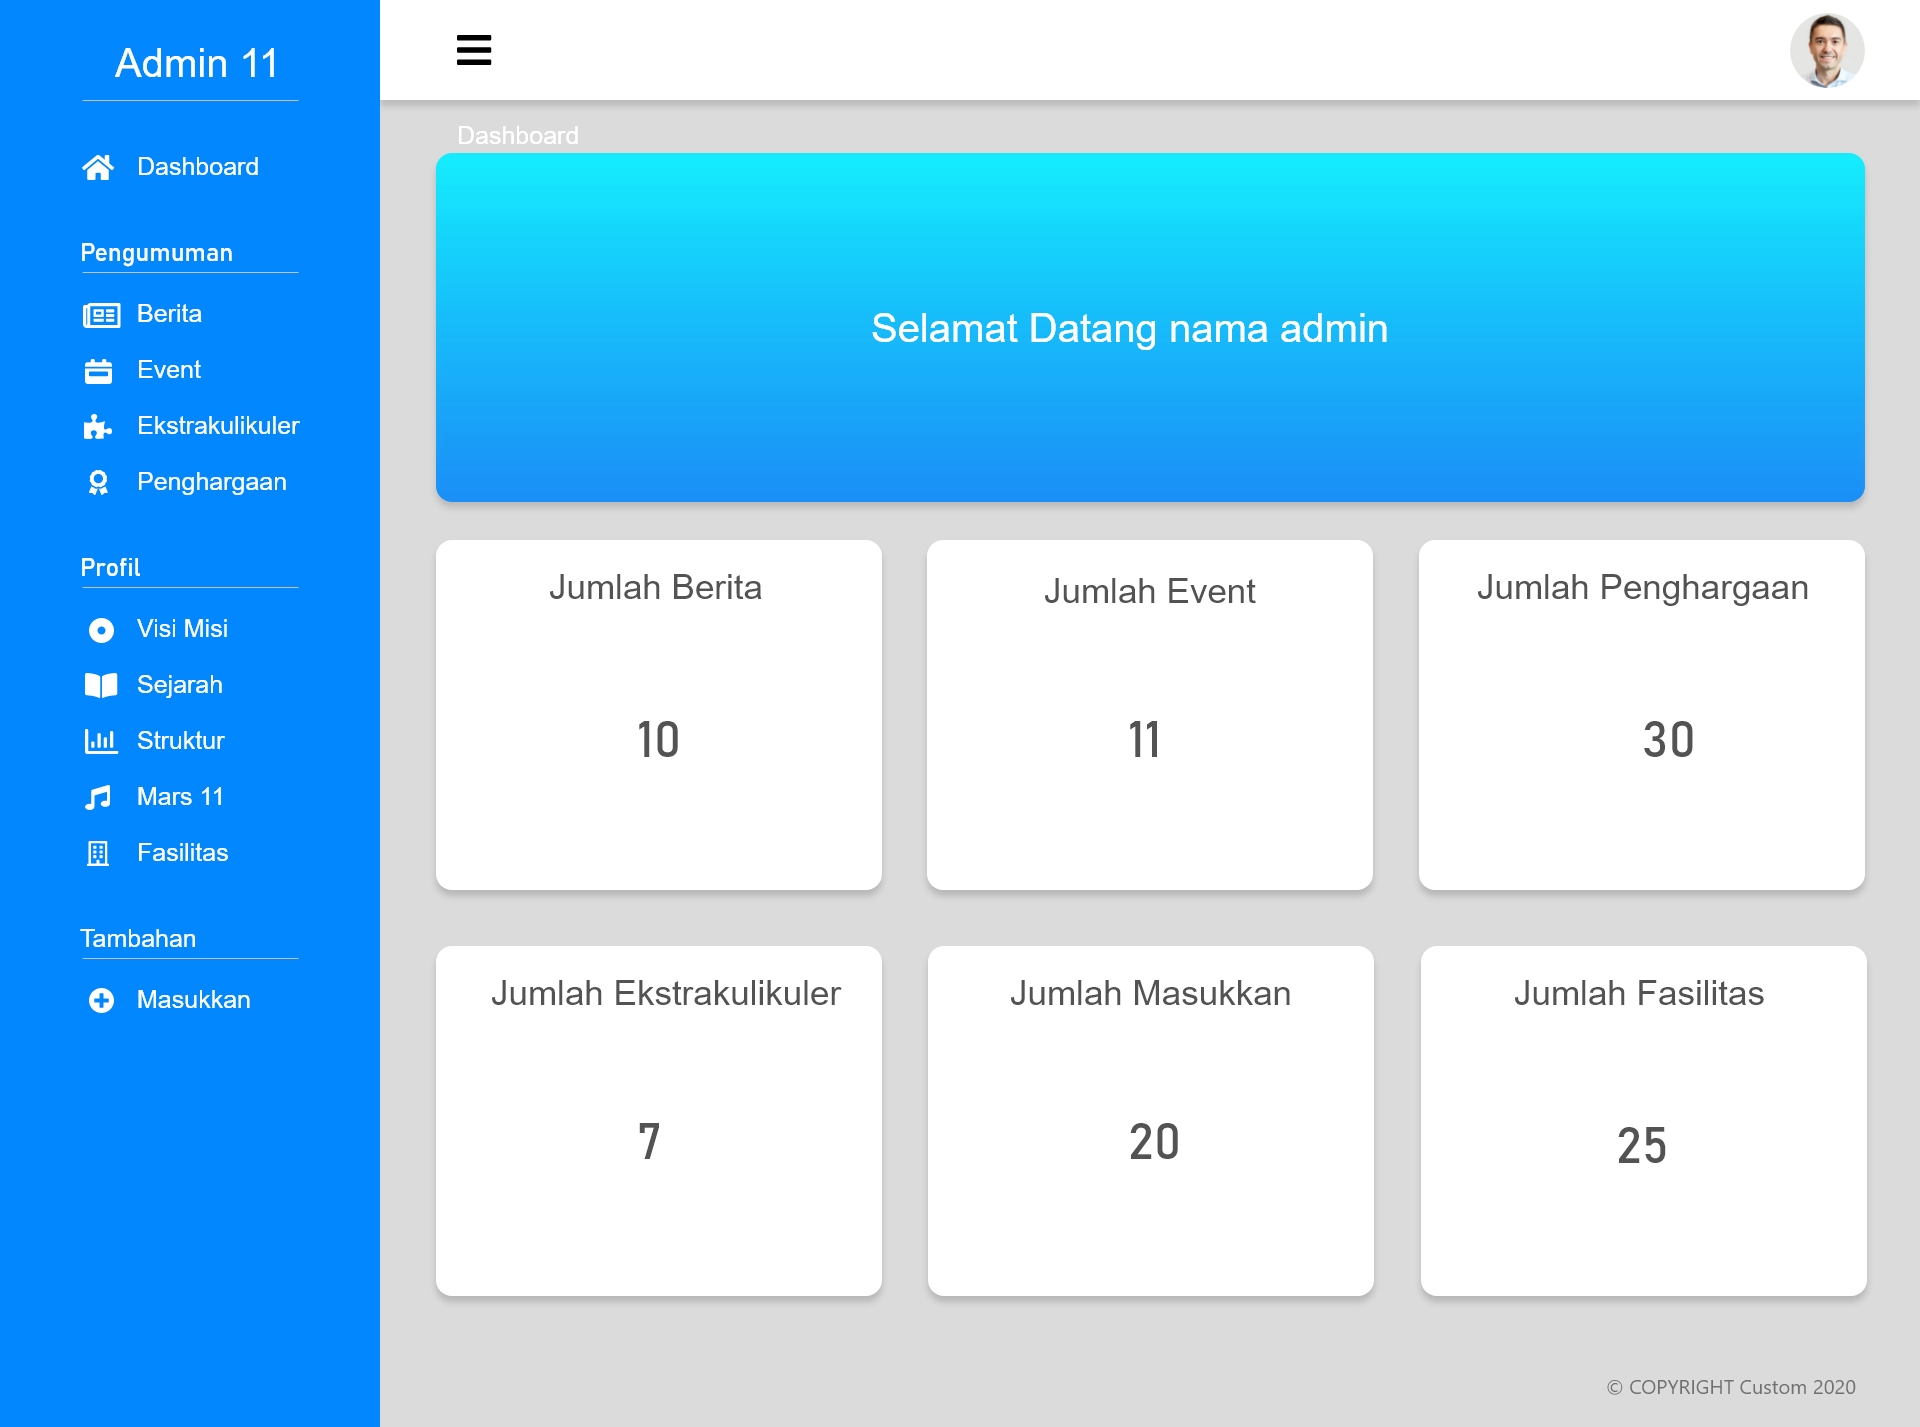 Admin 11
Dashboard
Pengumuman
Berita
Event
Ekstrakulikuler
Penghargaan
Profil
Visi Misi
Sejarah
Struktur
Mars 11
Fasilitas
Tambahan
Masukkan
Dashboard
Selamat Datang nama admin
Jumlah Berita
10
Jumlah Event
11
Jumlah Penghargaan
30
Jumlah Ekstrakulikuler
7
Jumlah Masukkan
20
Jumlah Fasilitas
25
© COPYRIGHT Custom 2020